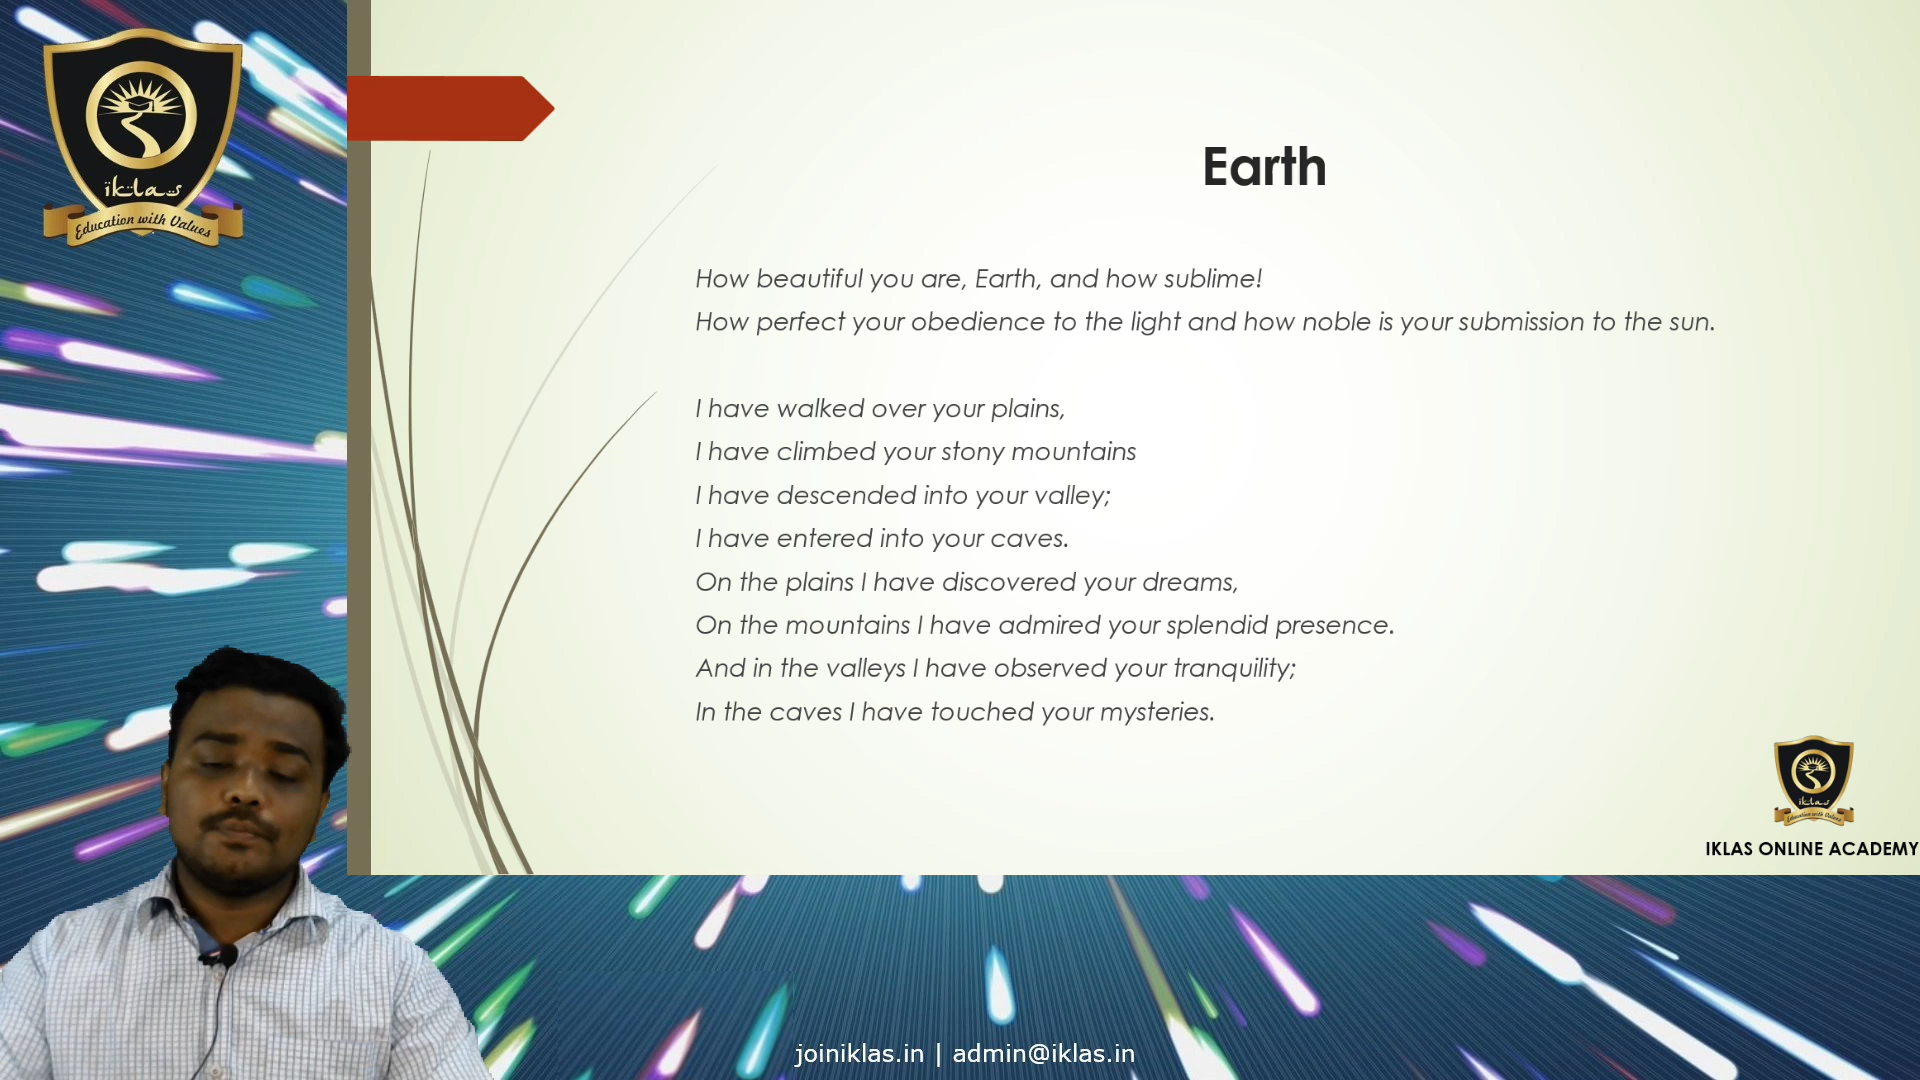 iklas
Education with Values
Earth
How beautiful you are, Earth, and how sublime!
How perfect your obedience to the light and how noble is your submission to the sun.
I have walked over your plains,
I have climbed your stony mountains
I have descended into your valley;
I have entered into your caves.
On the plains I have discovered your dreams,
On the mountains I have admired your splendid presence.
And in the valleys I have observed your tranquility;
In the caves I have touched your mysteries.
iklas
Education with Values
IKLAS ONLINE ACADEMY
joiniklas.in | admin@iklas.in